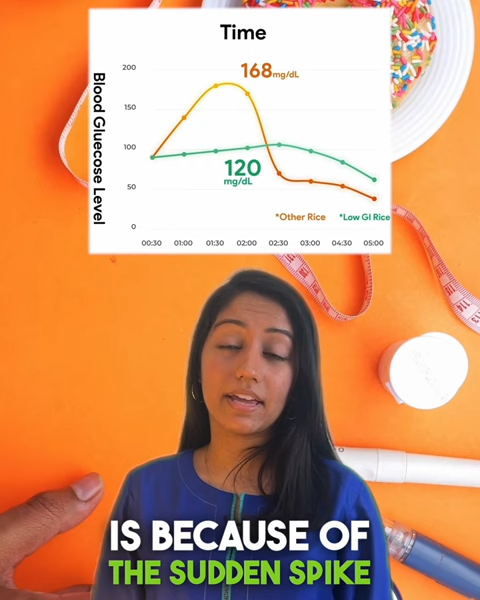 Time
Blood Gluecose Level
200
150
100
50
0
168mg/dL
120
mg/dL
*Other Rice *Low GI Rice
00:30 01:00 01:30 02:00 02:30 03:00 04:30 05:00
IS BECAUSE OF
THE SUDDEN SPIKE